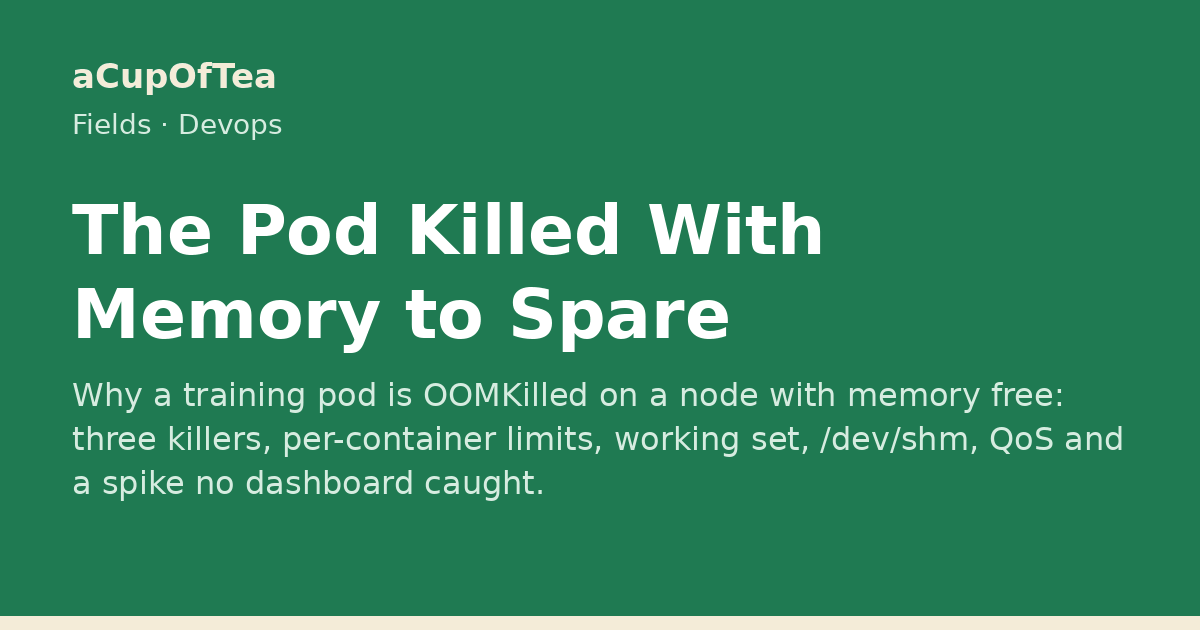 aCupOfTea
Fields · Devops
The Pod Killed With
Memory to Spare
Why a training pod is OOMKilled on a node with memory free:
three killers, per-container limits, working set, /dev/shm, QoS and
a spike no dashboard caught.